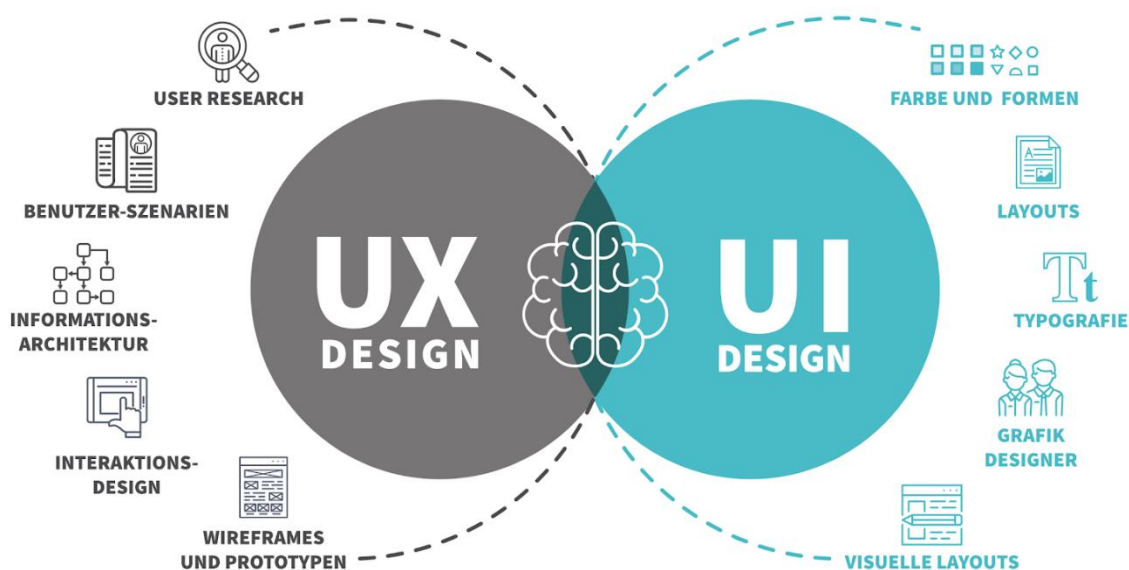 USER RESEARCH
BENUTZER-SZENARIEN
INFORMATIONS-
ARCHITEKTUR
INTERAKTIONS-
DESIGN
WIREFRAMES
UND PROTOTYPEN
UX
DESIGN
UI
DESIGN
FARBE UND FORMEN
A
LAYOUTS
Tt
TYPOGRAFIE
GRAFIK
DESIGNER
VISUELLE LAYOUTS